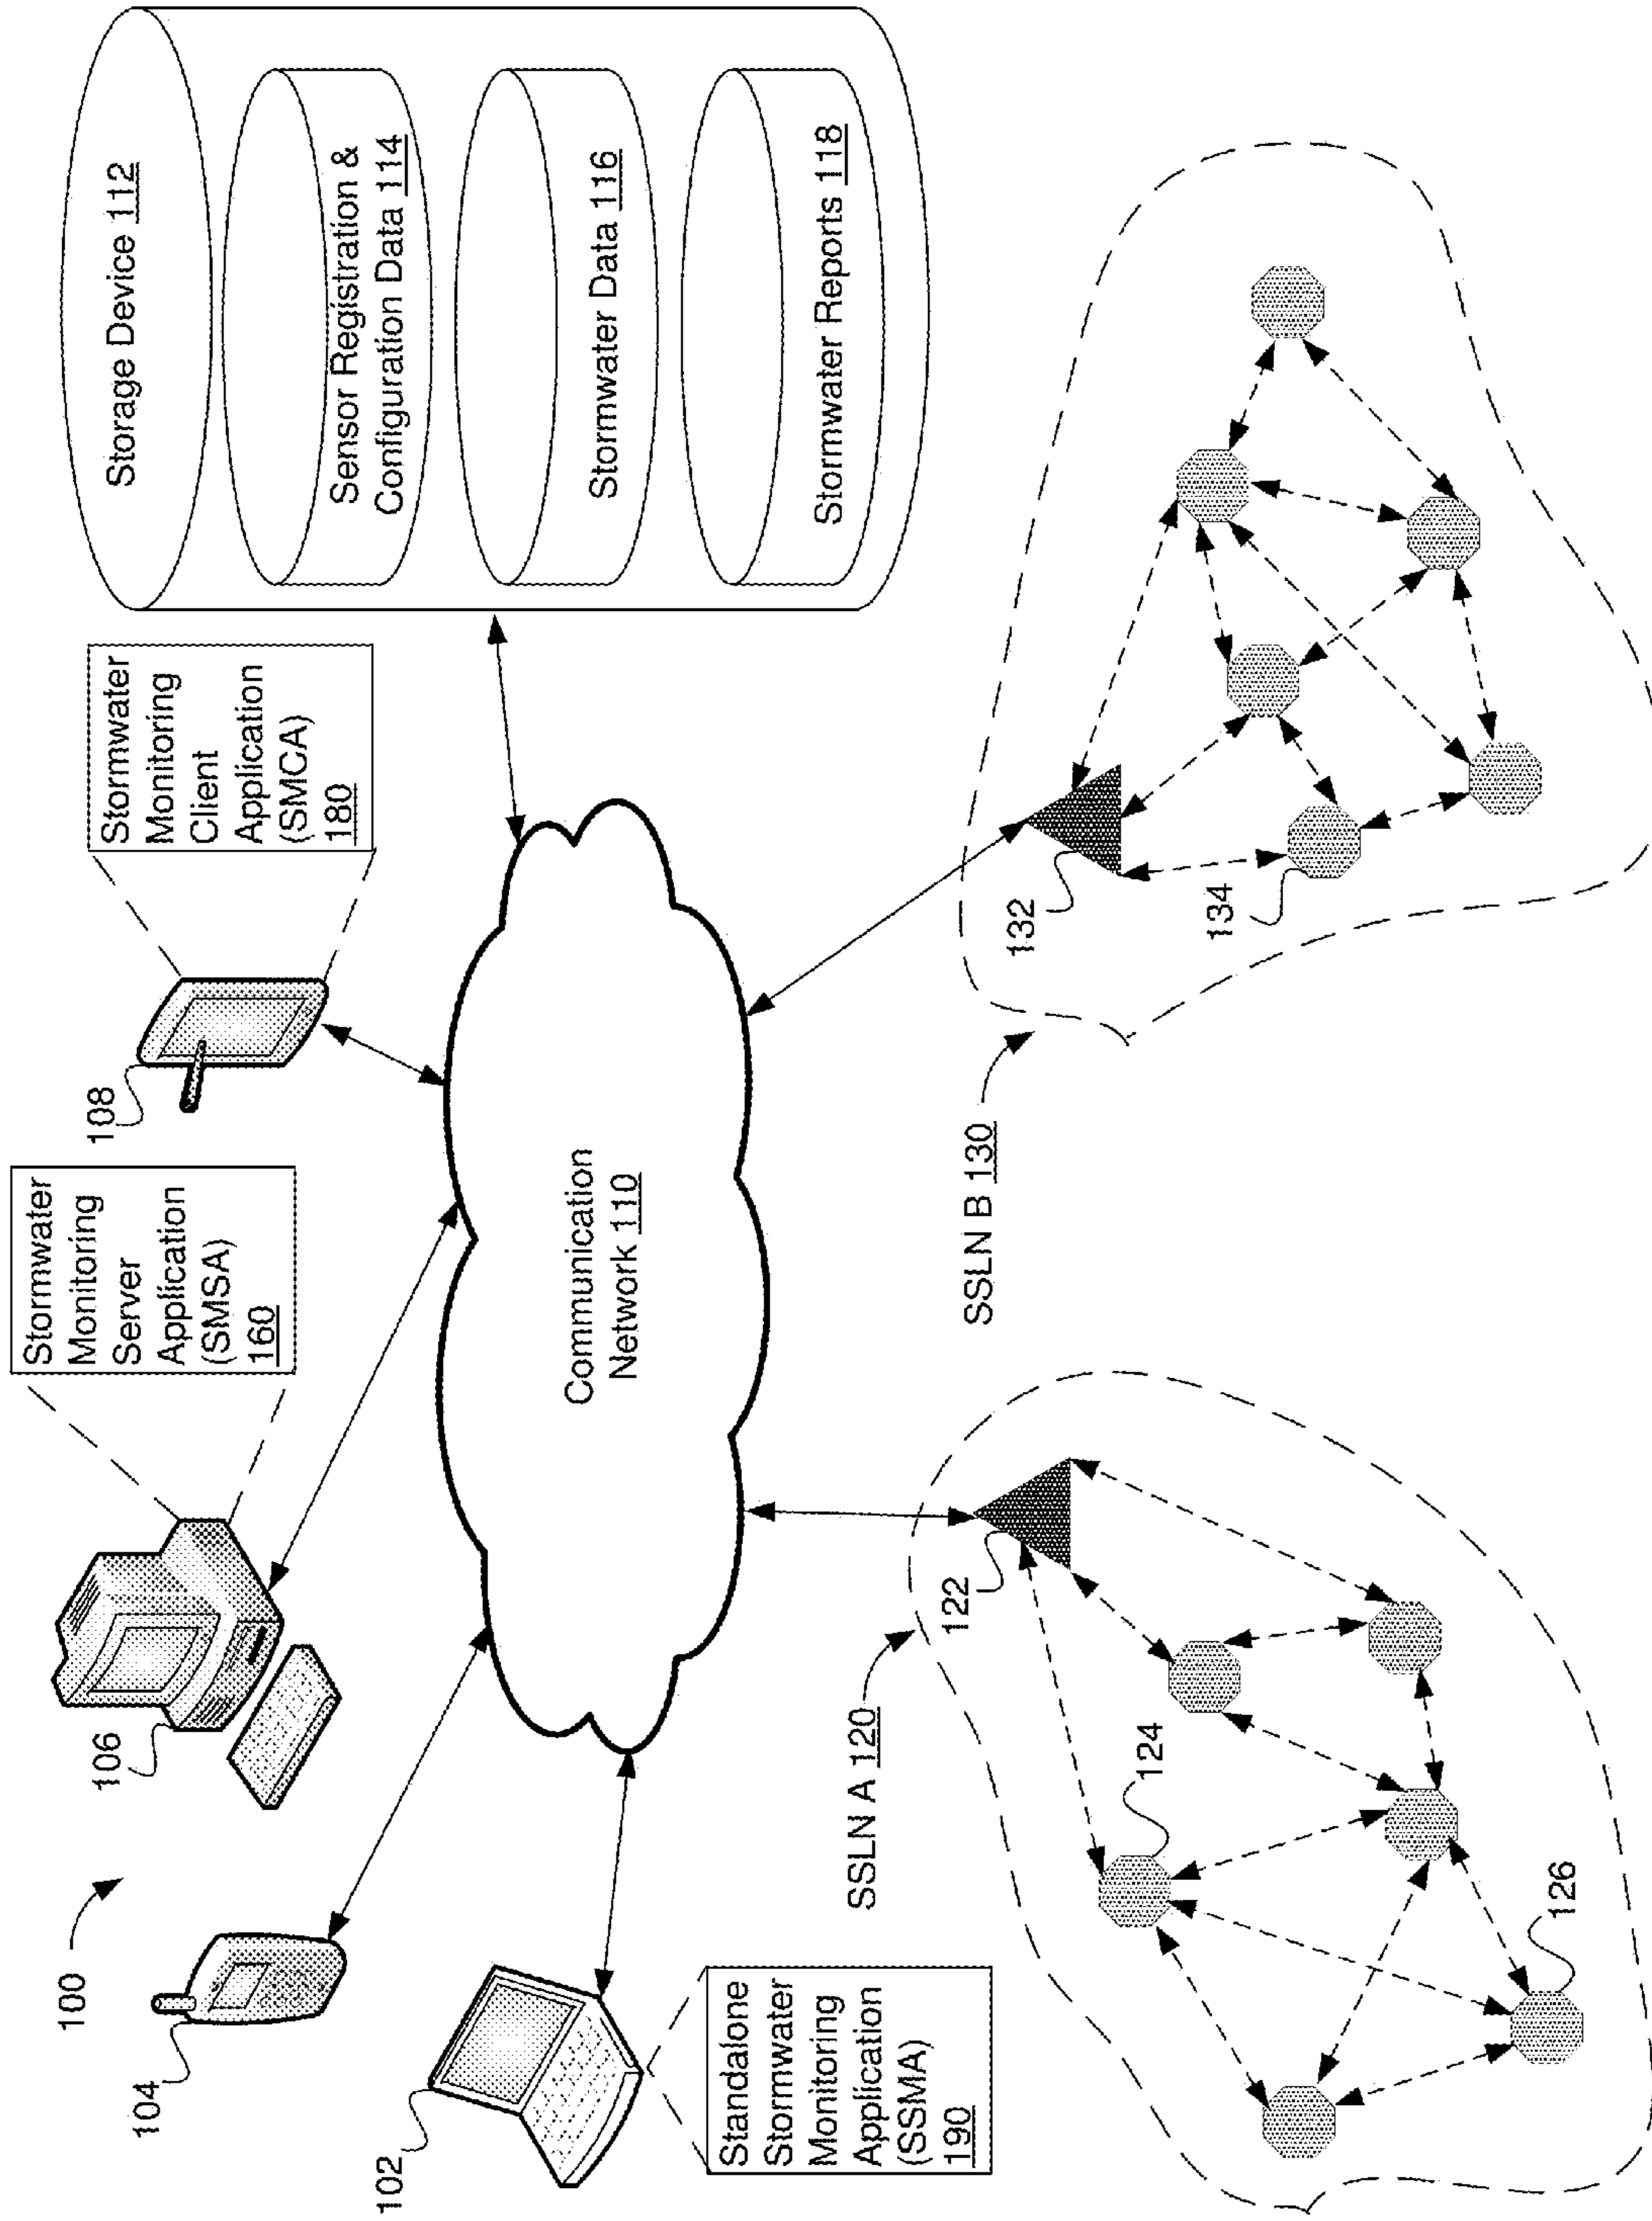 100
104
102
106
108
Stormwater
Monitoring
Server
Application
(SMSA)
160
Stormwater
Monitoring
Client
Application
(SMCA)
180
Standalone
Stormwater
Monitoring
Application
(SSMA)
190
Communication
Network 110
Storage Device 112
Sensor Registration &
Configuration Data 114
Stormwater Data 116
Stormwater Reports 118
SSLN A 120
122
124
126
SSLN B 130
132
134